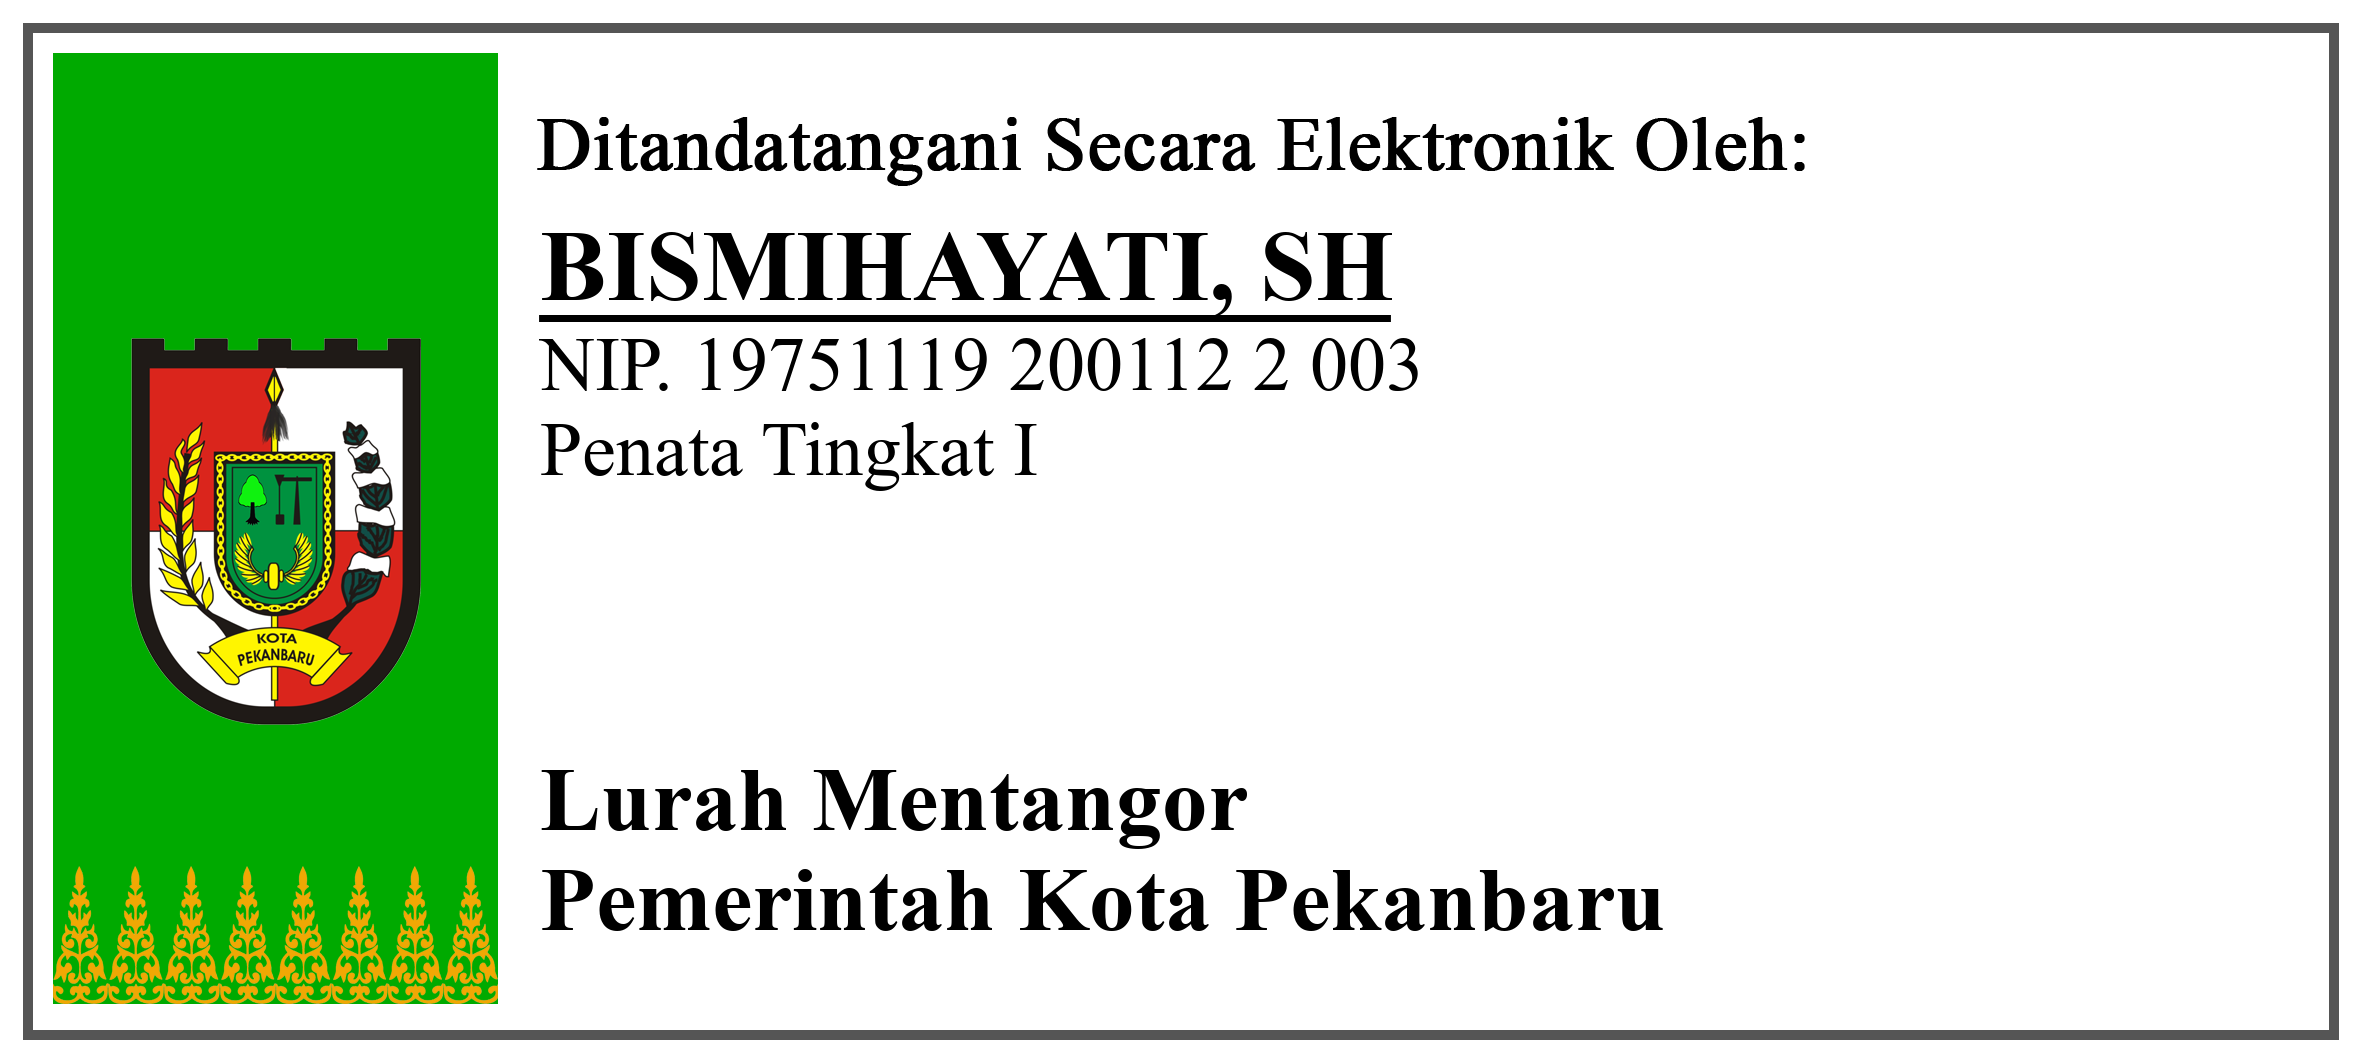 Ditandatangani Secara Elektronik Oleh:
BISMIHAYATI, SH
NIP. 19751119 200112 2 003
Penata Tingkat I
KOTA
PEKANBARU
Lurah Mentangor
Pemerintah Kota Pekanbaru